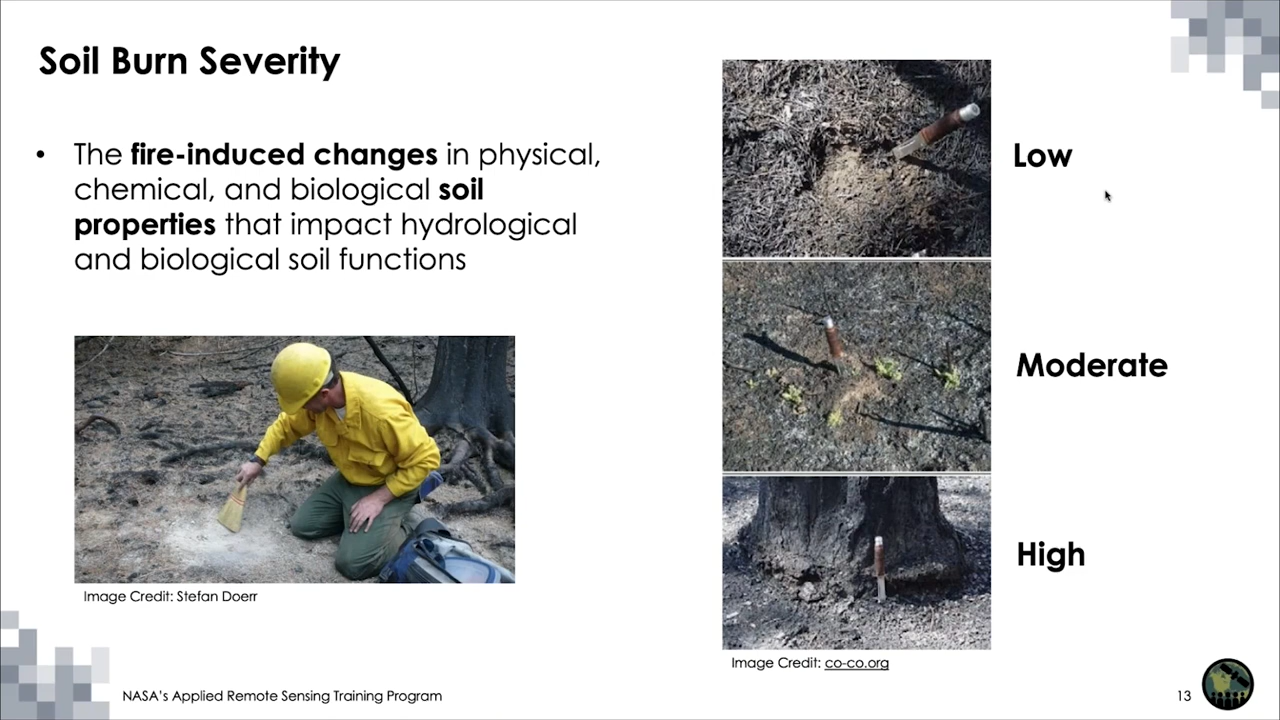 Soil Burn Severity
• The fire-induced changes in physical,
chemical, and biological soil
properties that impact hydrological
and biological soil functions
Image Credit: Stefan Doerr
Low
Moderate
High
Image Credit: co-co.org
NASA's Applied Remote Sensing Training Program
13